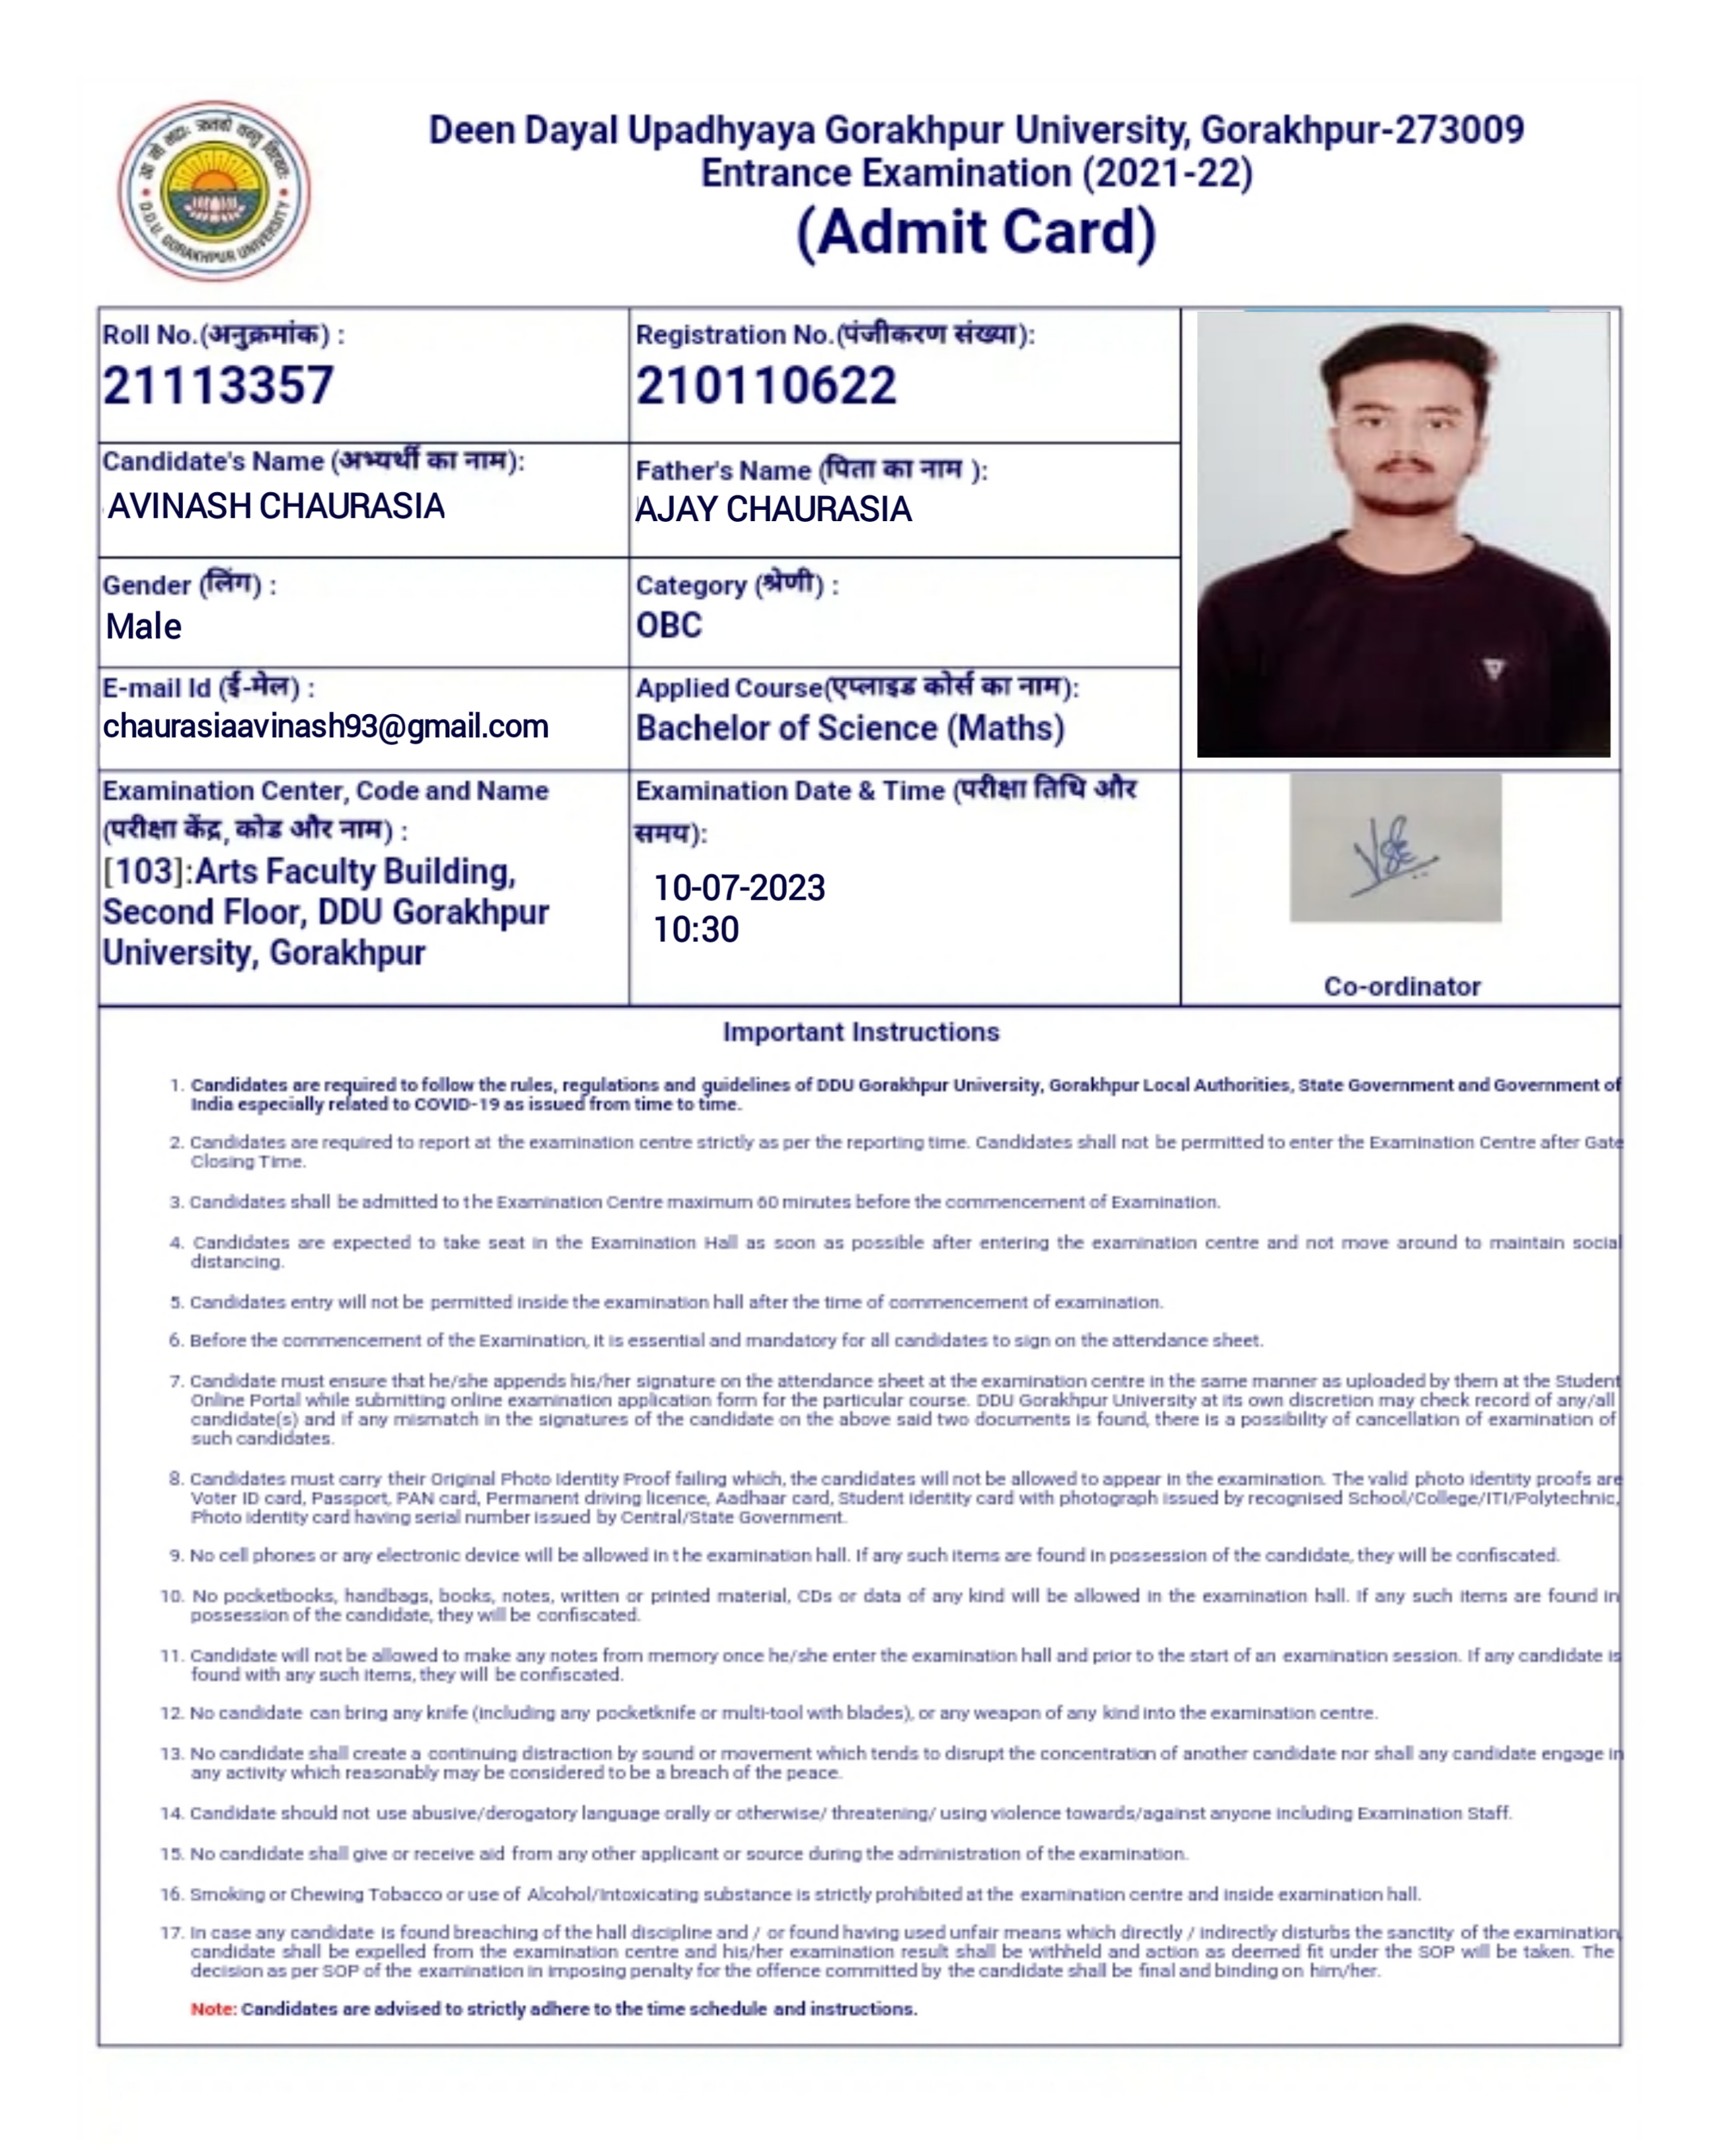 Deen Dayal Upadhyaya Gorakhpur University, Gorakhpur-273009
Entrance Examination (2021-22)
(Admit Card)
D.D.U. GORAKHPUR UNIVERSITY
Roll No.(अनुक्रमांक) :
21113357
Registration No.(पंजीकरण संख्या):
210110622
Candidate's Name (अभ्यर्थी का नाम):
AVINASH CHAURASIA
Father's Name (पिता का नाम ):
AJAY CHAURASIA
Gender (लिंग) :
Male
Category (श्रेणी) :
OBC
E-mail Id (ई-मेल) :
chaurasiaavinash93@gmail.com
Applied Course(एप्लाइड कोर्स का नाम):
Bachelor of Science (Maths)
Examination Center, Code and Name
(परीक्षा केंद्र, कोड और नाम) :
[103]:Arts Faculty Building,
Second Floor, DDU Gorakhpur
University, Gorakhpur
Examination Date & Time (परीक्षा तिथि और
समय):
10-07-2023
10:30
Co-ordinator
Important Instructions
1. Candidates are required to follow the rules, regulations and guidelines of DDU Gorakhpur University, Gorakhpur Local Authorities, State Government and Government of
India especially related to COVID-19 as issued from time to time.
2. Candidates are required to report at the examination centre strictly as per the reporting time. Candidates shall not be permitted to enter the Examination Centre after Gate
Closing Time.
3. Candidates shall be admitted to the Examination Centre maximum 60 minutes before the commencement of Examination.
4. Candidates are expected to take seat in the Examination Hall as soon as possible after entering the examination centre and not move around to maintain social
distancing.
5. Candidates entry will not be permitted inside the examination hall after the time of commencement of examination.
6. Before the commencement of the Examination, it is essential and mandatory for all candidates to sign on the attendance sheet.
7. Candidate must ensure that he/she appends his/her signature on the attendance sheet at the examination centre in the same manner as uploaded by them at the Student
Online Portal while submitting online examination application form for the particular course. DDU Gorakhpur University at its own discretion may check record of any/all
candidate(s) and if any mismatch in the signatures of the candidate on the above said two documents is found, there is a possibility of cancellation of examination of
such candidates.
8. Candidates must carry their Original Photo Identity Proof failing which, the candidates will not be allowed to appear in the examination. The valid photo identity proofs are
Voter ID card, Passport, PAN card, Permanent driving licence, Aadhaar card, Student identity card with photograph issued by recognised School/College/ITI/Polytechnic,
Photo identity card having serial number issued by Central/State Government.
9. No cell phones or any electronic device will be allowed in the examination hall. If any such items are found in possession of the candidate, they will be confiscated.
10. No pocketbooks, handbags, books, notes, written or printed material, CDs or data of any kind will be allowed in the examination hall. If any such items are found in
possession of the candidate, they will be confiscated.
11. Candidate will not be allowed to make any notes from memory once he/she enter the examination hall and prior to the start of an examination session. If any candidate is
found with any such items, they will be confiscated.
12. No candidate can bring any knife (including any pocketknife or multi-tool with blades), or any weapon of any kind into the examination centre.
13. No candidate shall create a continuing distraction by sound or movement which tends to disrupt the concentration of another candidate nor shall any candidate engage in
any activity which reasonably may be considered to be a breach of the peace.
14. Candidate should not use abusive/derogatory language orally or otherwise/ threatening/ using violence towards/against anyone including Examination Staff.
15. No candidate shall give or receive aid from any other applicant or source during the administration of the examination.
16. Smoking or Chewing Tobacco or use of Alcohol/Intoxicating substance is strictly prohibited at the examination centre and inside examination hall.
17. In case any candidate is found breaching of the hall discipline and / or found having used unfair means which directly / indirectly disturbs the sanctity of the examination,
candidate shall be expelled from the examination centre and his/her examination result shall be withheld and action as deemed fit under the SOP will be taken. The
decision as per SOP of the examination in imposing penalty for the offence committed by the candidate shall be final and binding on him/her.
Note: Candidates are advised to strictly adhere to the time schedule and instructions.